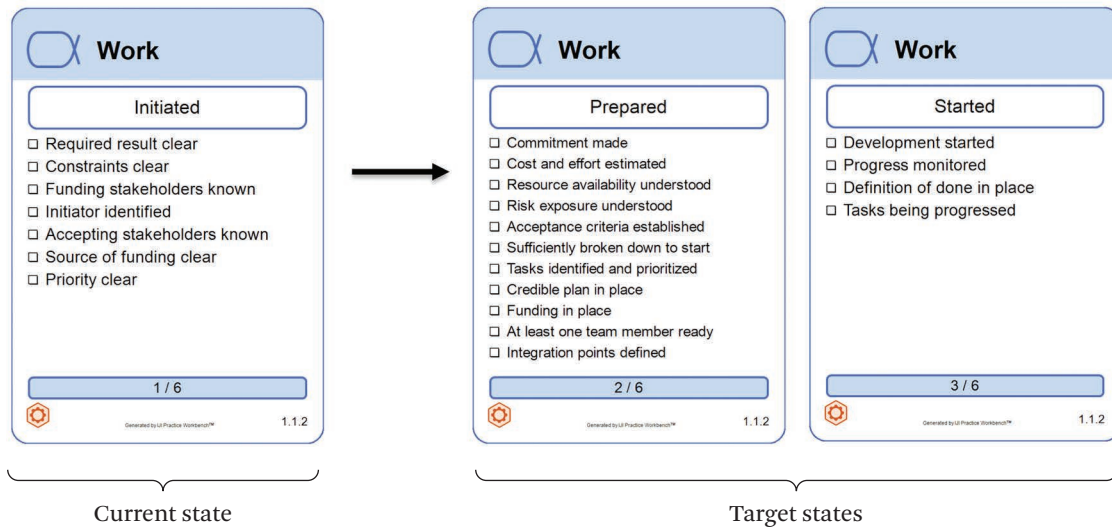 Work
Initiated
❑ Required result clear
❑ Constraints clear
❑ Funding stakeholders known
❑ Initiator identified
❑ Accepting stakeholders known
❑ Source of funding clear
❑ Priority clear
1 / 6
Generated by UI Practice Workbench™
1.1.2
Current state
Work
Prepared
❑ Commitment made
❑ Cost and effort estimated
❑ Resource availability understood
❑ Risk exposure understood
❑ Acceptance criteria established
❑ Sufficiently broken down to start
❑ Tasks identified and prioritized
❑ Credible plan in place
❑ Funding in place
❑ At least one team member ready
❑ Integration points defined
2 / 6
Generated by UI Practice Workbench™
1.1.2
Work
Started
❑ Development started
❑ Progress monitored
❑ Definition of done in place
❑ Tasks being progressed
3 / 6
Generated by UI Practice Workbench™
1.1.2
Target states